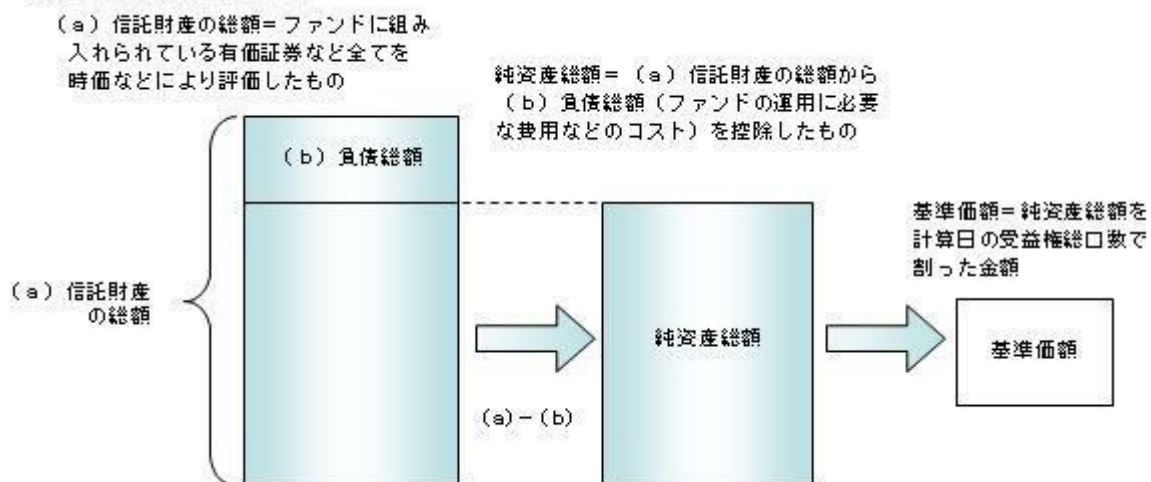 (a)信託財産の総額=ファンドに組み
入れられている有価証券など全てを
時価などにより評価したもの
純資産総額=(a)信託財産の総額から
(b)負債総額(ファンドの運用に必要
な費用などのコスト)を控除したもの
(b)負債総額
基準価額=純資産総額を
計算日の受益権総口数で
割った金額
(a)信託財産
の総額
純資産総額
基準価額
(a)-(b)